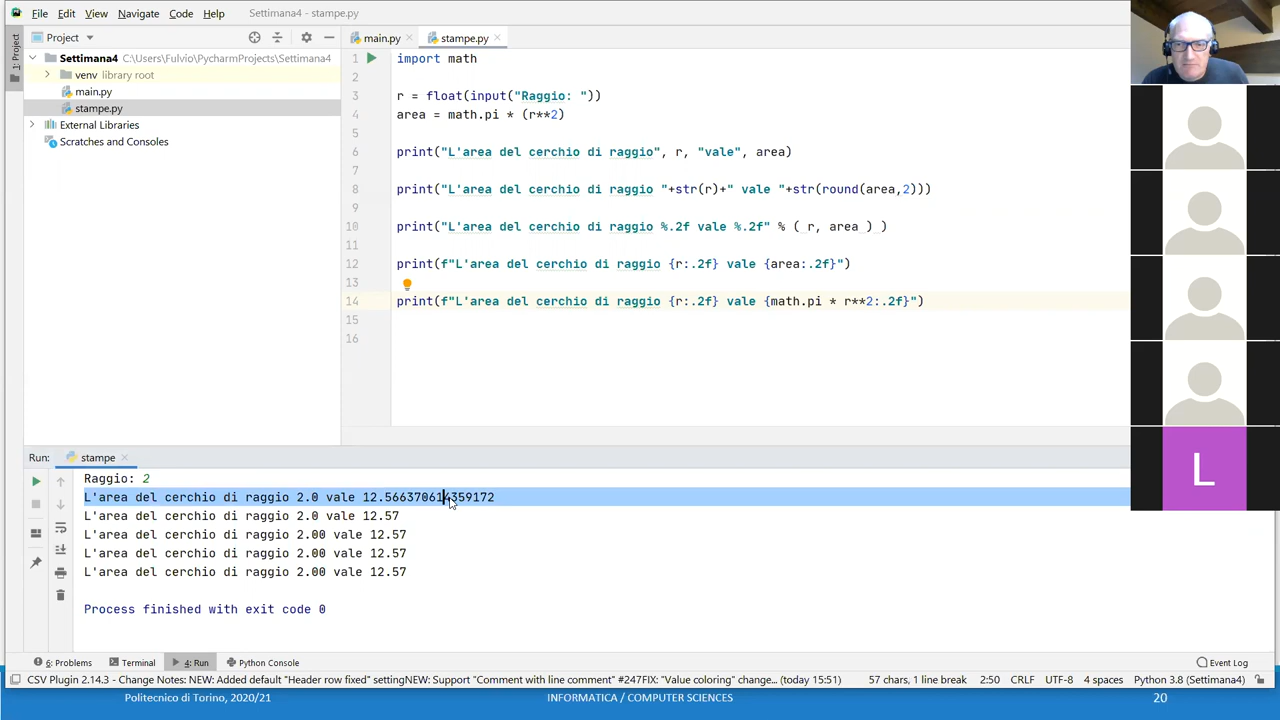 File Edit View Navigate Code Help Settimana4 - stampe.py
Project
main.py
stampe.py
1: Project
Settimana4 C:\Users\Fulvio\PycharmProjects\Settimana4
venv library root
main.py
stampe.py
External Libraries
Scratches and Consoles
1 import math
2
3 r = float(input("Raggio: "))
4 area = math.pi * (r**2)
5
6 print("L'area del cerchio di raggio", r, "vale", area)
7
8 print("L'area del cerchio di raggio "+str(r)+" vale "+str(round(area,2)))
9
10 print("L'area del cerchio di raggio %.2f vale %.2f" % ( r, area ) )
11
12 print(f"L'area del cerchio di raggio {r:.2f} vale {area:.2f}")
13
14 print(f"L'area del cerchio di raggio {r:.2f} vale {math.pi * r**2:.2f}")
15
16
L
Run: stampe
Raggio: 2
L'area del cerchio di raggio 2.0 vale 12.566370614359172
L'area del cerchio di raggio 2.0 vale 12.57
L'area del cerchio di raggio 2.00 vale 12.57
L'area del cerchio di raggio 2.00 vale 12.57
L'area del cerchio di raggio 2.00 vale 12.57
Process finished with exit code 0
6: Problems Terminal 4: Run Python Console Event Log
CSV Plugin 2.14.3 - Change Notes: NEW: Added default "Header row fixed" settingNEW: Support "Comment with line comment" #247FIX: "Value coloring" change... (today 15:51) 57 chars, 1 line break 2:50 CRLF UTF-8 4 spaces Python 3.8 (Settimana4)
Politecnico di Torino, 2020/21 INFORMATICA / COMPUTER SCIENCES 20